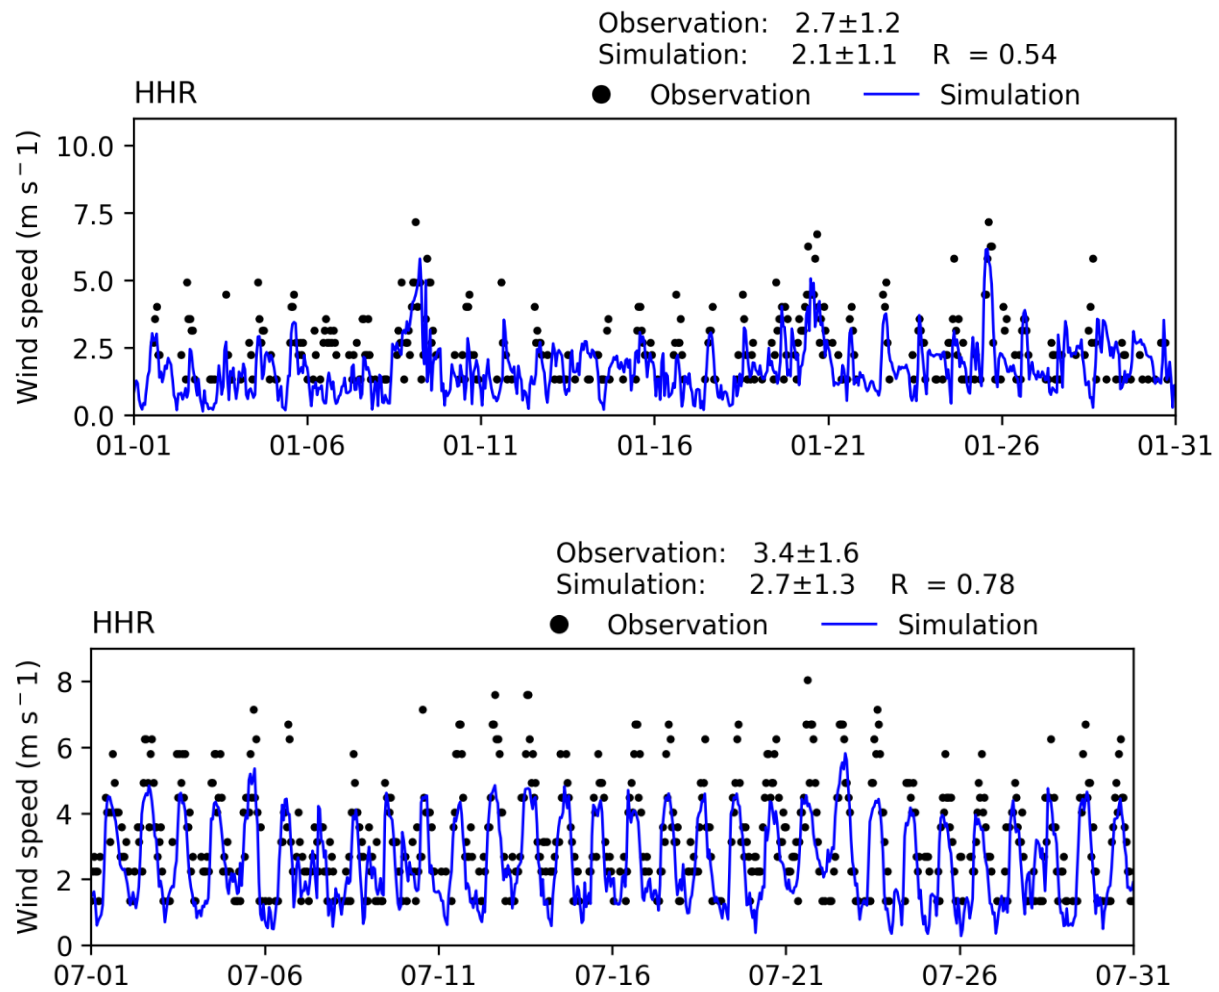 Observation: 2.7±1.2
Simulation: 2.1±1.1 R = 0.54
HHR
Observation Simulation
Wind speed (m s − 1)
10.0
7.5
5.0
2.5
0.0
01-01 01-06 01-11 01-16 01-21 01-26 01-31
Observation: 3.4±1.6
Simulation: 2.7±1.3 R = 0.78
HHR
Observation Simulation
Wind speed (m s − 1)
8
6
4
2
0
07-01 07-06 07-11 07-16 07-21 07-26 07-31